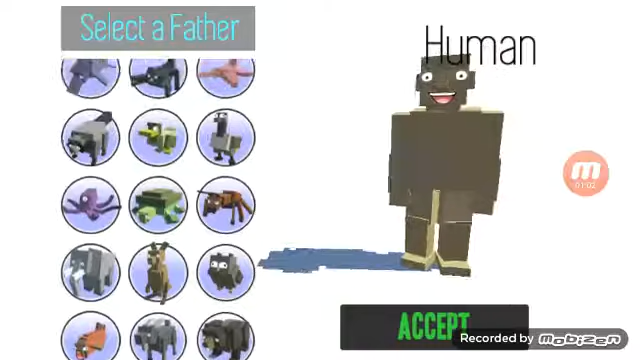 Select a Father
Human
01:02
ACCEPT
Recorded by
mobizen